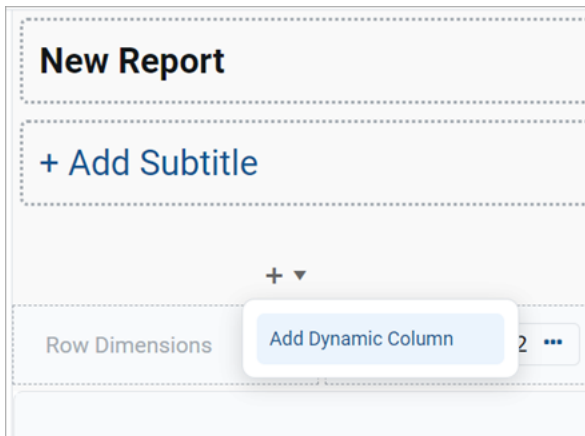 New Report
+ Add Subtitle
+
Add Dynamic Column
Row Dimensions
2 •••